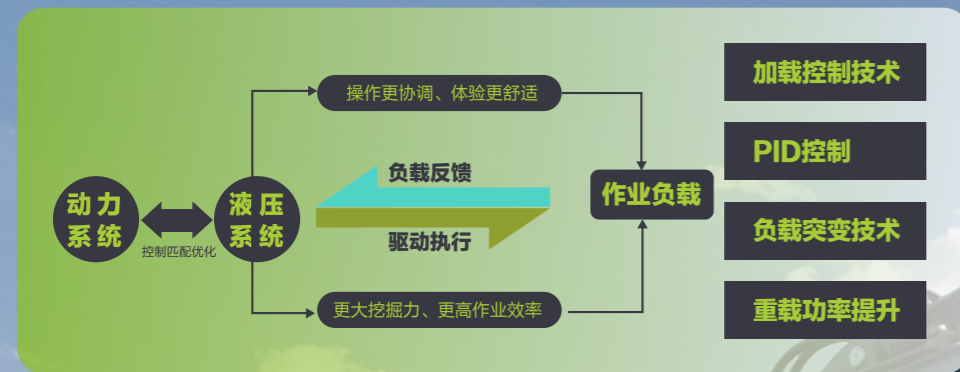 操作更协调、体验更舒适
负载反馈
动力
系统
控制匹配优化
液压
系统
驱动执行
作业负载
更大挖掘力、更高作业效率
加载控制技术
PID控制
负载突变技术
重载功率提升